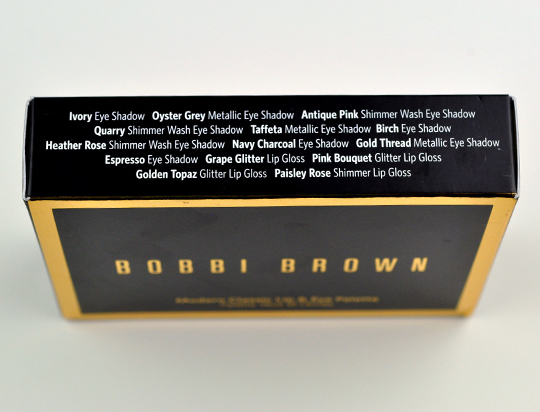 Ivory Eye Shadow Oyster Grey Metallic Eye Shadow Antique Pink Shimmer Wash Eye Shadow
Quarry Shimmer Wash Eye Shadow Taffeta Metallic Eye Shadow Birch Eye Shadow
Heather Rose Shimmer Wash Eye Shadow Navy Charcoal Eye Shadow Gold Thread Metallic Eye Shadow
Espresso Eye Shadow Grape Glitter Lip Gloss Pink Bouquet Glitter Lip Gloss
Golden Topaz Glitter Lip Gloss Paisley Rose Shimmer Lip Gloss
BOBBI BROWN
Modern Classic Lip & Eye Palette